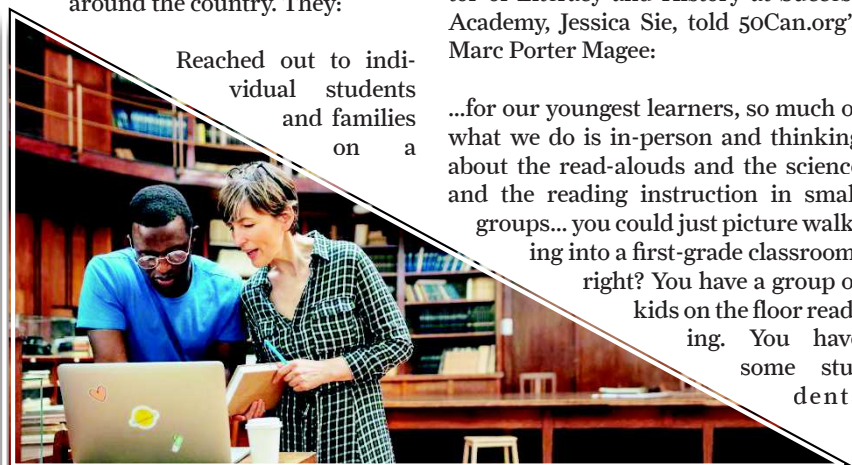 around the country. They:
Reached out to indi-
vidual students
and families
on a
Academy, Jessica Sie, told 50Can.org'
Marc Porter Magee:
...for our youngest learners, so much o
what we do is in-person and thinking
about the read-alouds and the science
and the reading instruction in smal
groups... you could just picture walk
ing into a first-grade classroom
right? You have a group o
kids on the floor read
ing. You have
some stu
dent